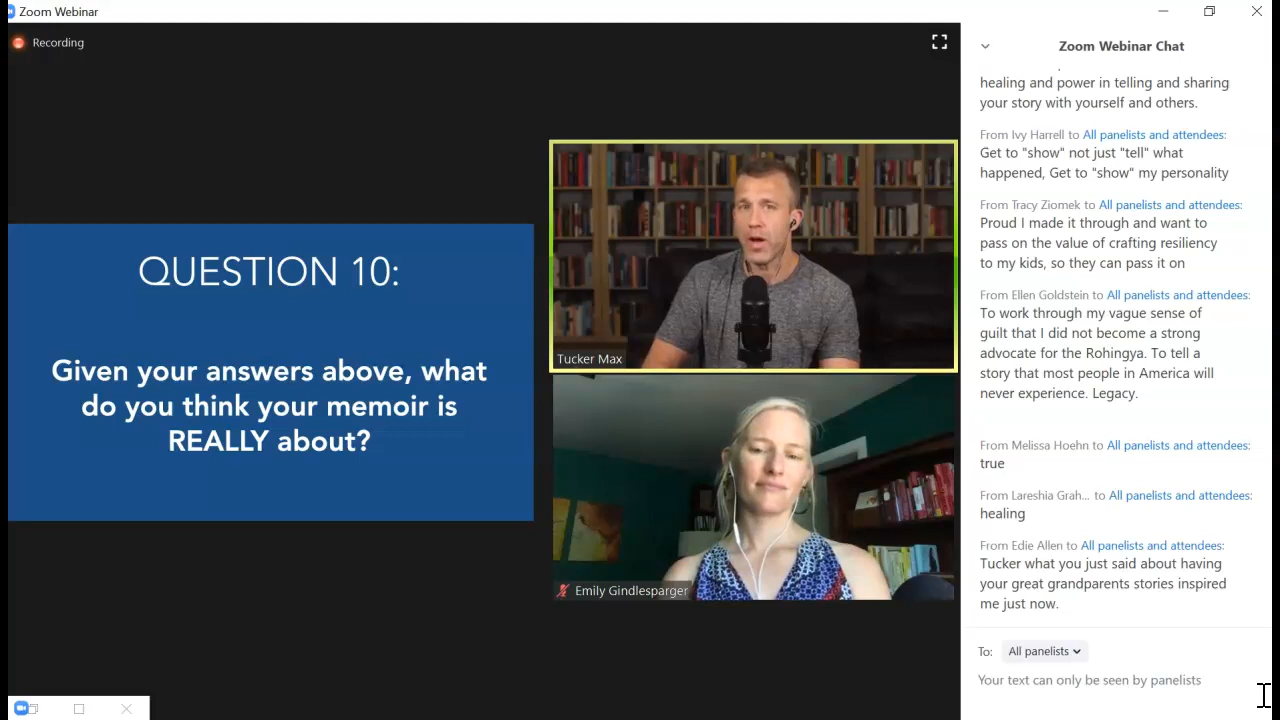 Zoom Webinar
Recording
QUESTION 10:
Given your answers above, what
do you think your memoir is
REALLY about?
Tucker Max
Emily Gindlesparger
Zoom Webinar Chat
healing and power in telling and sharing
your story with yourself and others.
From Ivy Harrell to All panelists and attendees:
Get to "show" not just "tell" what
happened, Get to "show" my personality
From Tracy Ziomek to All panelists and attendees:
Proud I made it through and want to
pass on the value of crafting resiliency
to my kids, so they can pass it on
From Ellen Goldstein to All panelists and attendees:
To work through my vague sense of
guilt that I did not become a strong
advocate for the Rohingya. To tell a
story that most people in America will
never experience. Legacy.
From Melissa Hoehn to All panelists and attendees:
true
From Lareshia Grah... to All panelists and attendees:
healing
From Edie Allen to All panelists and attendees:
Tucker what you just said about having
your great grandparents stories inspired
me just now.
To: All panelists
Your text can only be seen by panelists